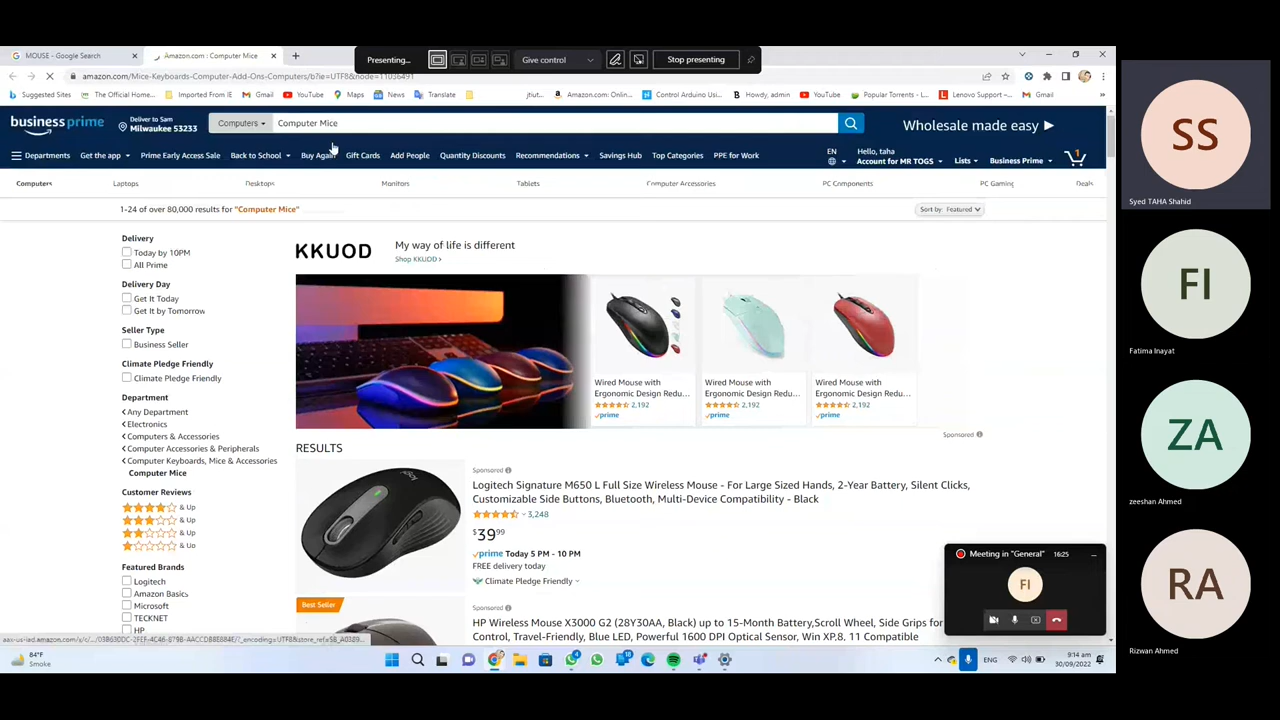 MOUSE - Google Search
Amazon.com : Computer Mice
Presenting...
Give control
Stop presenting
amazon.com/Mice-Keyboards-Computer-Add-Ons-Computers/b?ie=UTF8&node=11036491
Suggested Sites
The Official Home...
Imported From IE
Gmail
YouTube
Maps
News
Translate
jtiut...
Amazon.com: Onlin...
Control Arduino Usi...
Howdy, admin
YouTube
Popular Torrents - L...
Lenovo Support –...
Gmail
business prime
Deliver to Sam
Milwaukee 53233
Computers
Computer Mice
Wholesale made easy
Departments
Get the app
Prime Early Access Sale
Back to School
Buy Again
Gift Cards
Add People
Quantity Discounts
Recommendations
Savings Hub
Top Categories
PPE for Work
EN
Hello, taha
Account for MR TOGS
Lists
Business Prime
1
Computers
Laptops
Desktops
Monitors
Tablets
Computer Accessories
PC Components
PC Gaming
Deals
1-24 of over 80,000 results for "Computer Mice"
Sort by: Featured
Delivery
Today by 10PM
All Prime
Delivery Day
Get It Today
Get It by Tomorrow
Seller Type
Business Seller
Climate Pledge Friendly
Climate Pledge Friendly
Department
Any Department
Electronics
Computers & Accessories
Computer Accessories & Peripherals
Computer Keyboards, Mice & Accessories
Computer Mice
Customer Reviews
& Up
& Up
& Up
& Up
Featured Brands
Logitech
Amazon Basics
Microsoft
TECKNET
HP
KKUOD
My way of life is different
Shop KKUOD ›
Wired Mouse with
Ergonomic Design Redu...
2,192
prime
Wired Mouse with
Ergonomic Design Redu...
2,192
prime
Wired Mouse with
Ergonomic Design Redu...
2,192
prime
Sponsored
RESULTS
Sponsored
Logitech Signature M650 L Full Size Wireless Mouse - For Large Sized Hands, 2-Year Battery, Silent Clicks,
Customizable Side Buttons, Bluetooth, Multi-Device Compatibility - Black
3,248
$39 99
prime Today 5 PM - 10 PM
FREE delivery today
Climate Pledge Friendly
Best Seller
Sponsored
HP Wireless Mouse X3000 G2 (28Y30AA, Black) up to 15-Month Battery,Scroll Wheel, Side Grips for
Control, Travel-Friendly, Blue LED, Powerful 1600 DPI Optical Sensor, Win XP,8, 11 Compatible
Meeting in "General"
16:25
FI
84°F
Smoke
4
18
ENG
9:14 am
30/09/2022
SS
Syed TAHA Shahid
FI
Fatima Inayat
ZA
zeeshan Ahmed
RA
Rizwan Ahmed